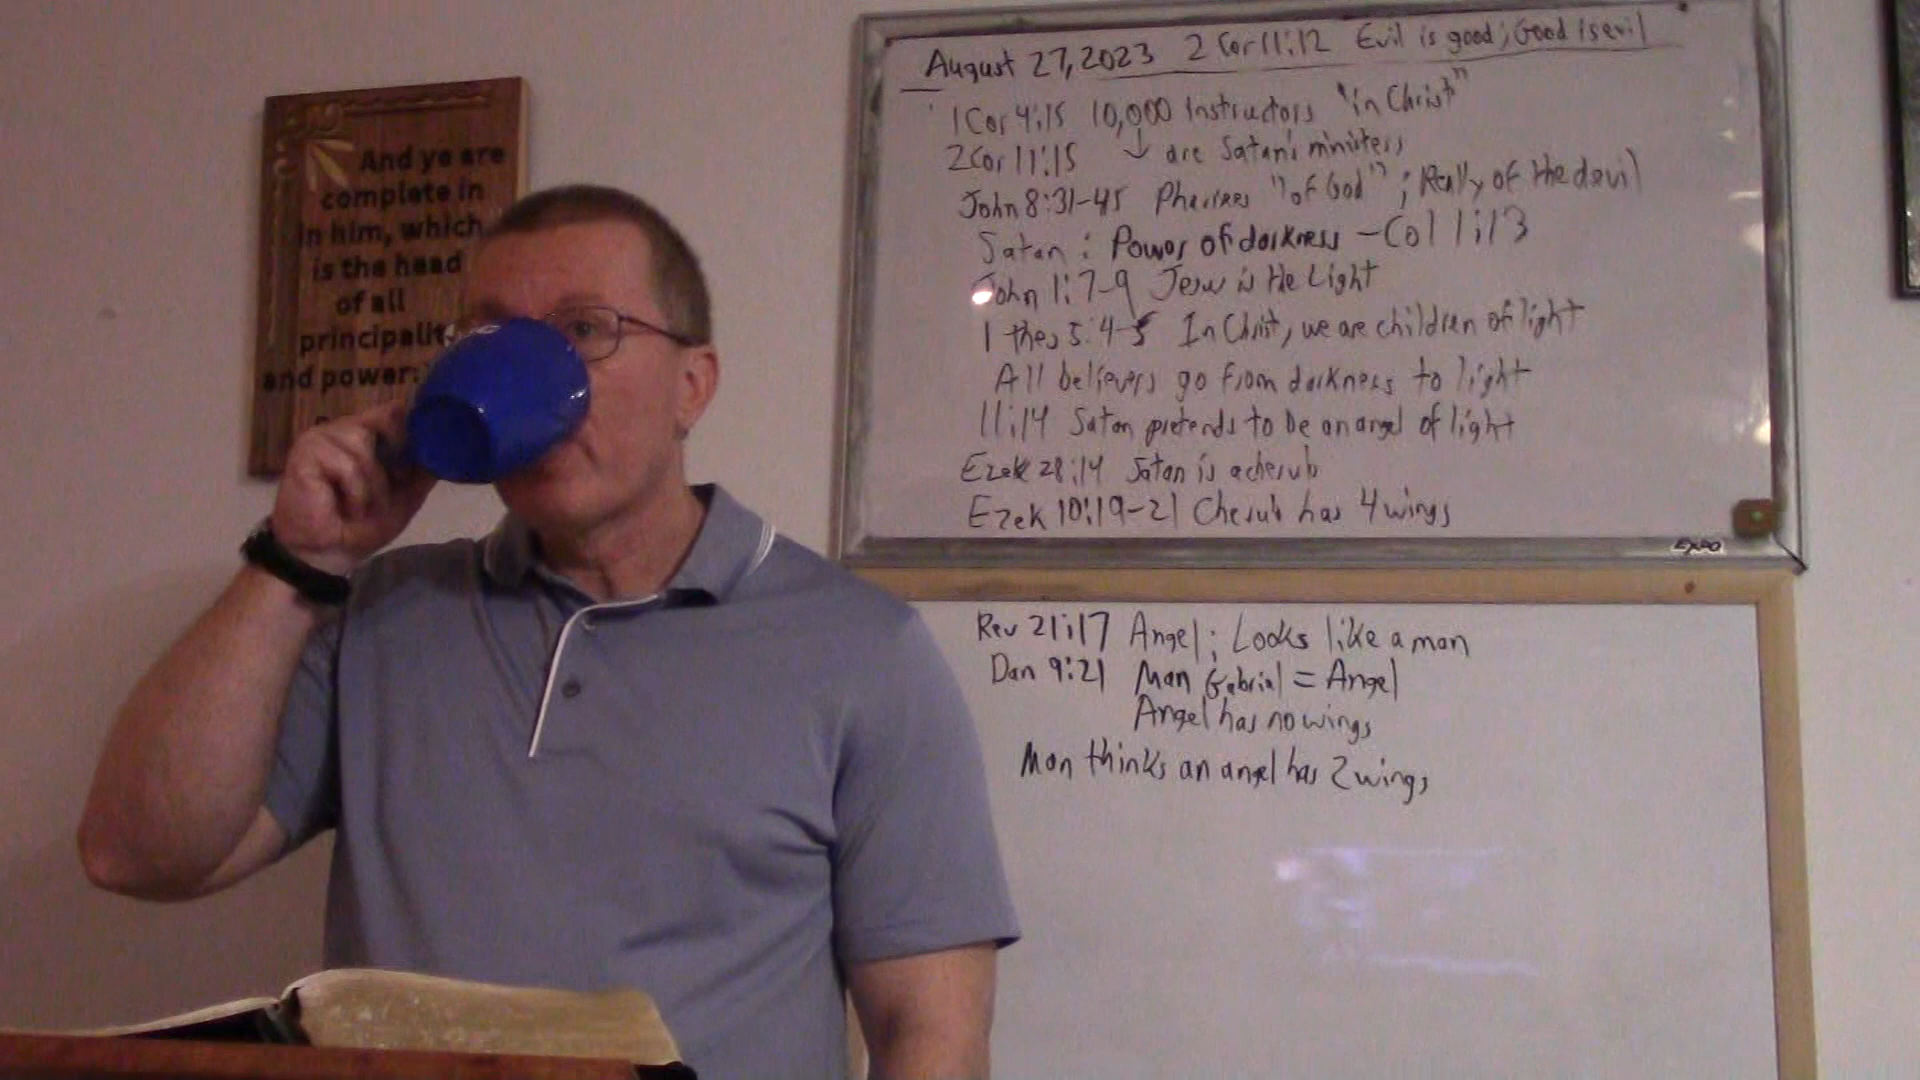 And ye are
complete in
in him, which
is the head
of all
principalit
and power:
August 27, 2023 2 Cor 11:12 Evil is good; Good is evil
1 Cor 4:15 10,000 Instructors "in Christ"
2 Cor 11:15 ↓ are Satan's ministers
John 8:31-45 Pharisees "of God"; Really of the devil
Satan: Power of darkness - Col 1:13
John 1:7-9 Jesus is the Light
1 Thes 5:4-5 In Christ, we are children of light
All believers go from darkness to light
11:14 Satan pretends to be an angel of light
Ezek 28:14 Satan is a cherub
Ezek 10:19-21 Cherub has 4 wings
EXPO
Rev 21:17 Angel; Looks like a man
Dan 9:21 Man Gabriel = Angel
Angel has no wings
Man thinks an angel has 2 wings